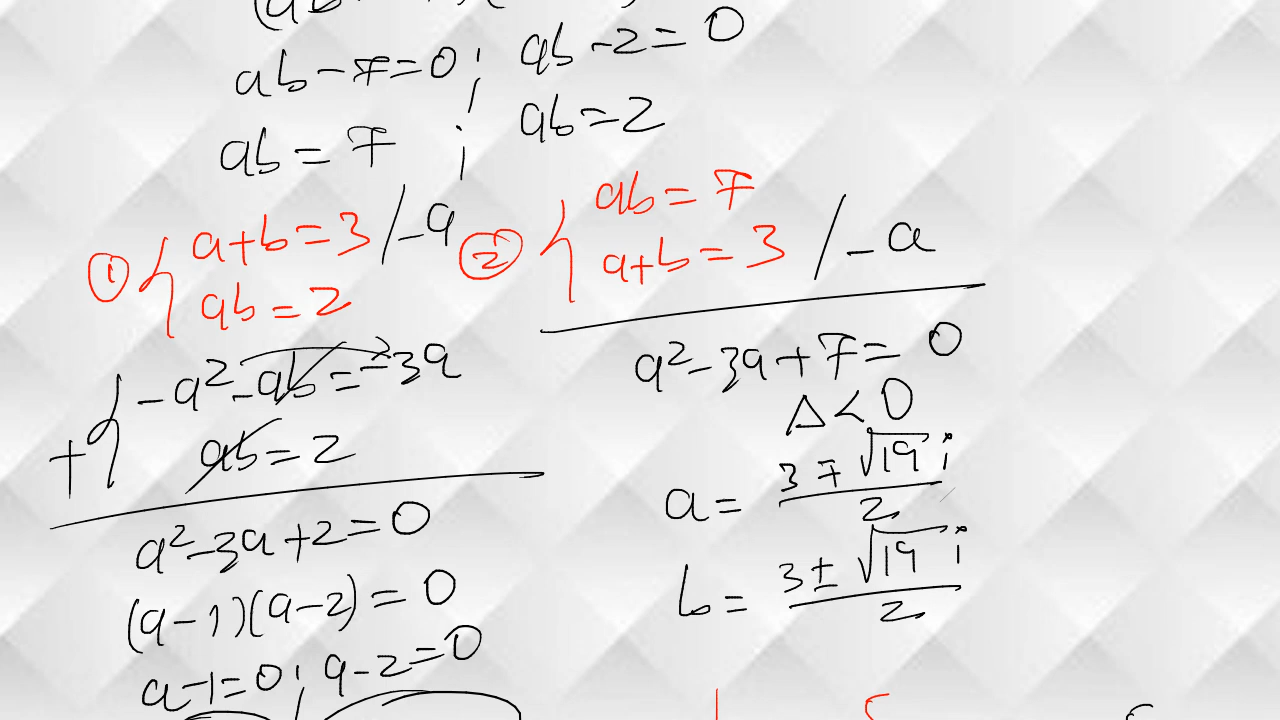 ab - 7 = 0 ; ab - 2 = 0
ab = 7 ; ab = 2
① { a+b = 3 /-a
ab = 2
-a² - ab = -3a
+ { ab = 2
a² - 3a + 2 = 0
(a-1)(a-2) = 0
a-1=0 ; a-2=0
② { ab = 7
a+b = 3 /-a
a² - 3a + 7 = 0
Δ < 0
a = (3 ∓ √19 i)/2
b = (3 ± √19 i)/2